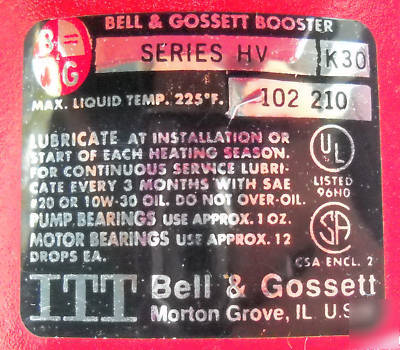 BELL & GOSSETT BOOSTER
B=
G
SERIES HV K30
MAX. LIQUID TEMP. 225°F. 102 210
LUBRICATE AT INSTALLATION OR
START OF EACH HEATING SEASON.
FOR CONTINUOUS SERVICE LUBRI-
CATE EVERY 3 MONTHS WITH SAE
#20 OR 10W-30 OIL. DO NOT OVER-OIL.
PUMP BEARINGS USE APPROX. 1 OZ.
MOTOR BEARINGS USE APPROX. 12
DROPS EA.
UL
LISTED
96H0
SA
CSA ENCL. 2
ITT Bell & Gossett
Morton Grove, IL U.S.